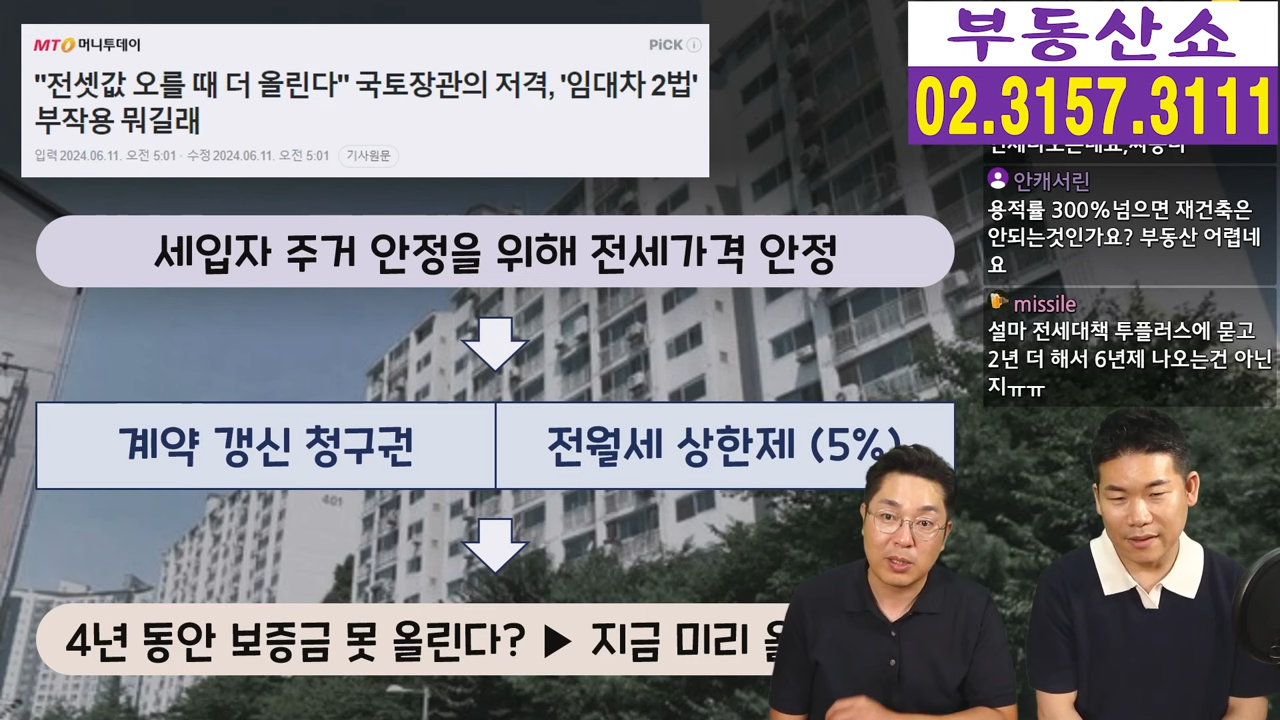 MTO 머니투데이
PiCK
"전셋값 오를 때 더 올린다" 국토장관의 저격, '임대차 2법'
부작용 뭐길래
입력 2024.06.11. 오전 5:01 · 수정 2024.06.11. 오전 5:01 기사원문
세입자 주거 안정을 위해 전세가격 안정
계약 갱신 청구권
전월세 상한제 (5%)
401
4년 동안 보증금 못 올린다? ▶ 지금 미리
부동산쇼
02.3157.3111
안캐서린
용적률 300%넘으면 재건축은
안되는것인가요? 부동산 어렵네
요
missile
설마 전세대책 투플러스에 묻고
2년 더 해서 6년제 나오는건 아닌
지ㅠㅠ